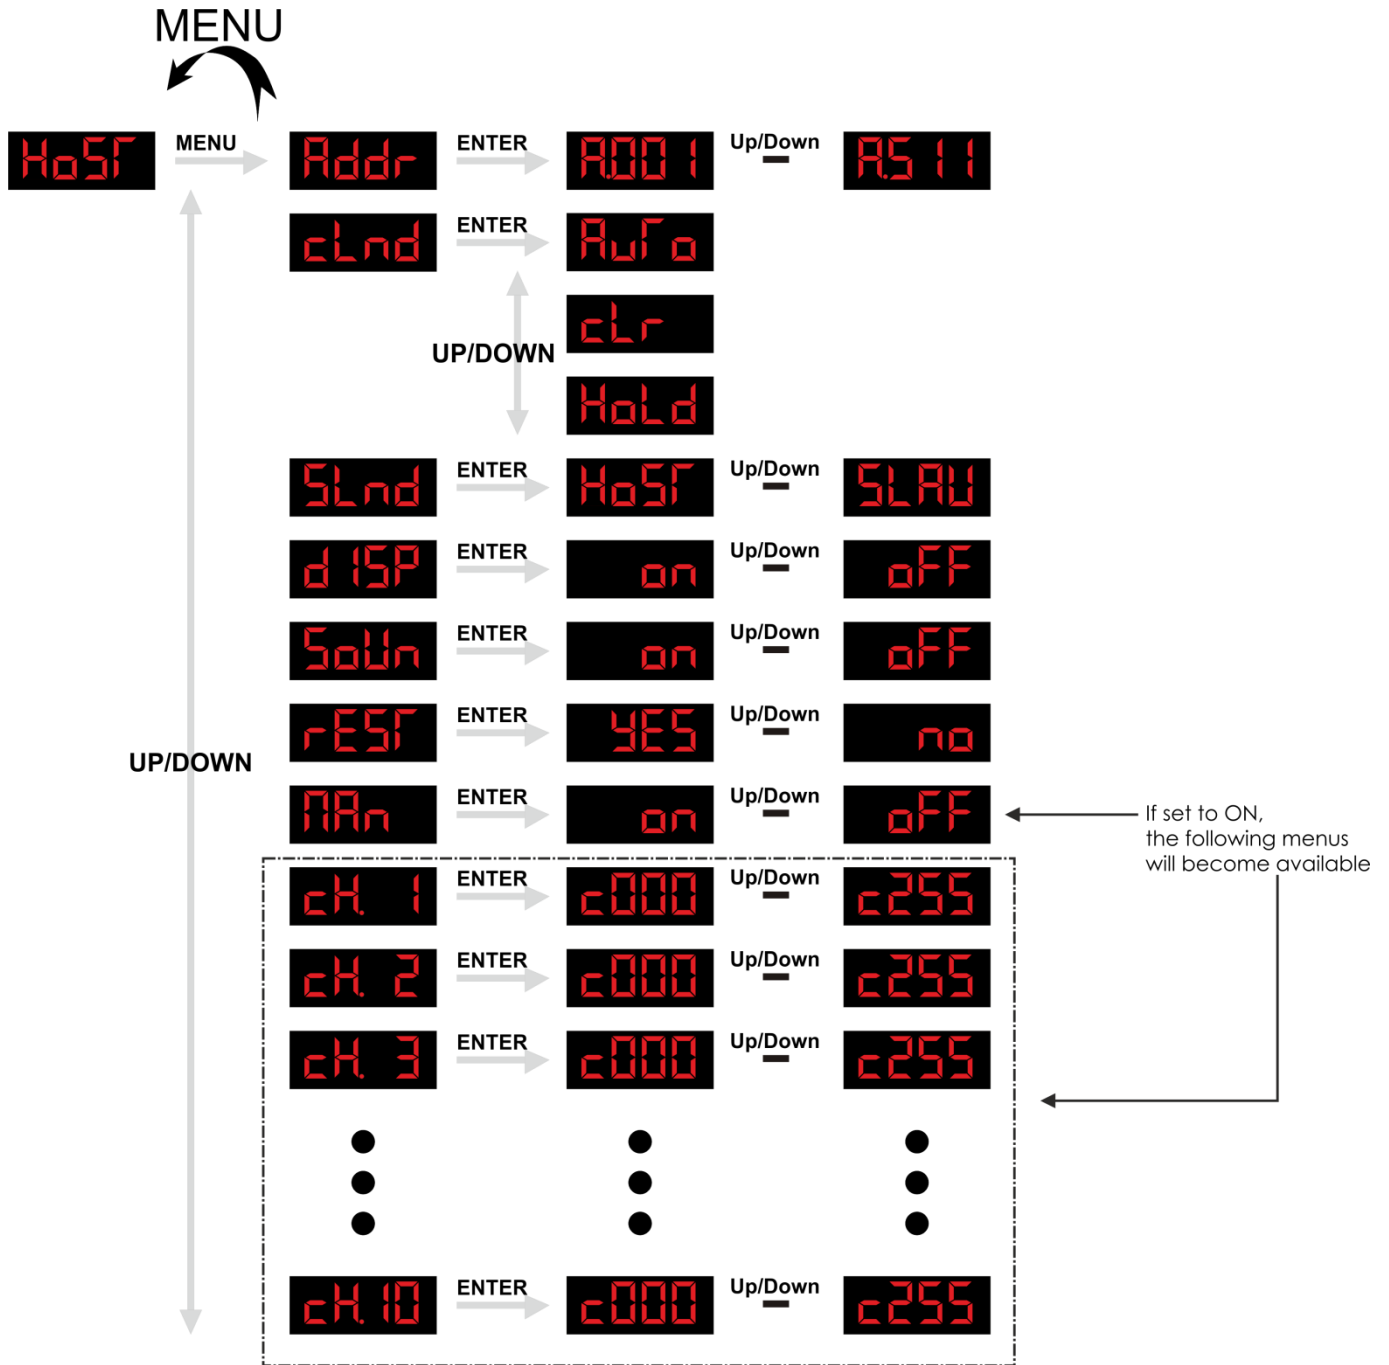 MENU
HoST MENU Addr ENTER A.001 Up/Down A.511
cLnd ENTER AuTo
cLr
UP/DOWN
HoLd
SLnd ENTER HoST Up/Down SLAU
dISP ENTER on Up/Down oFF
SoUn ENTER on Up/Down oFF
rEST ENTER YES Up/Down no
UP/DOWN
MAn ENTER on Up/Down oFF
If set to ON,
the following menus
will become available
cH. 1 ENTER c000 Up/Down c255
cH. 2 ENTER c000 Up/Down c255
cH. 3 ENTER c000 Up/Down c255
cH.10 ENTER c000 Up/Down c255